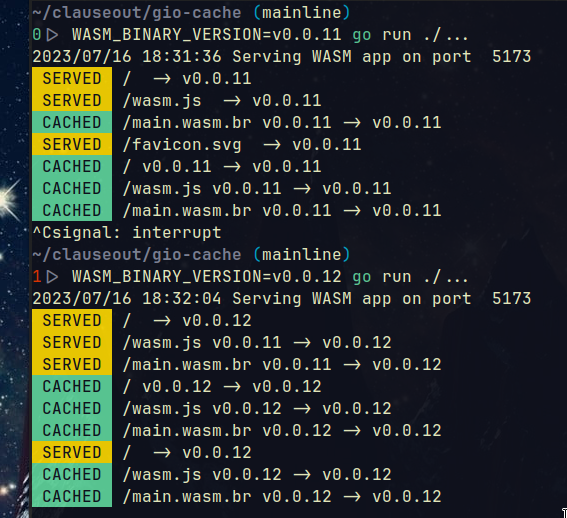 ~/clauseout/gio-cache (mainline)
0▷ WASM_BINARY_VERSION=v0.0.11 go run ./...
2023/07/16 18:31:36 Serving WASM app on port  5173
SERVED /  -> v0.0.11
SERVED /wasm.js  -> v0.0.11
CACHED /main.wasm.br v0.0.11 -> v0.0.11
SERVED /favicon.svg  -> v0.0.11
CACHED / v0.0.11 -> v0.0.11
CACHED /wasm.js v0.0.11 -> v0.0.11
CACHED /main.wasm.br v0.0.11 -> v0.0.11
^Csignal: interrupt
~/clauseout/gio-cache (mainline)
1▷ WASM_BINARY_VERSION=v0.0.12 go run ./...
2023/07/16 18:32:04 Serving WASM app on port  5173
SERVED /  -> v0.0.12
SERVED /wasm.js v0.0.11 -> v0.0.12
SERVED /main.wasm.br v0.0.11 -> v0.0.12
CACHED / v0.0.12 -> v0.0.12
CACHED /wasm.js v0.0.12 -> v0.0.12
CACHED /main.wasm.br v0.0.12 -> v0.0.12
SERVED /  -> v0.0.12
CACHED /wasm.js v0.0.12 -> v0.0.12
CACHED /main.wasm.br v0.0.12 -> v0.0.12